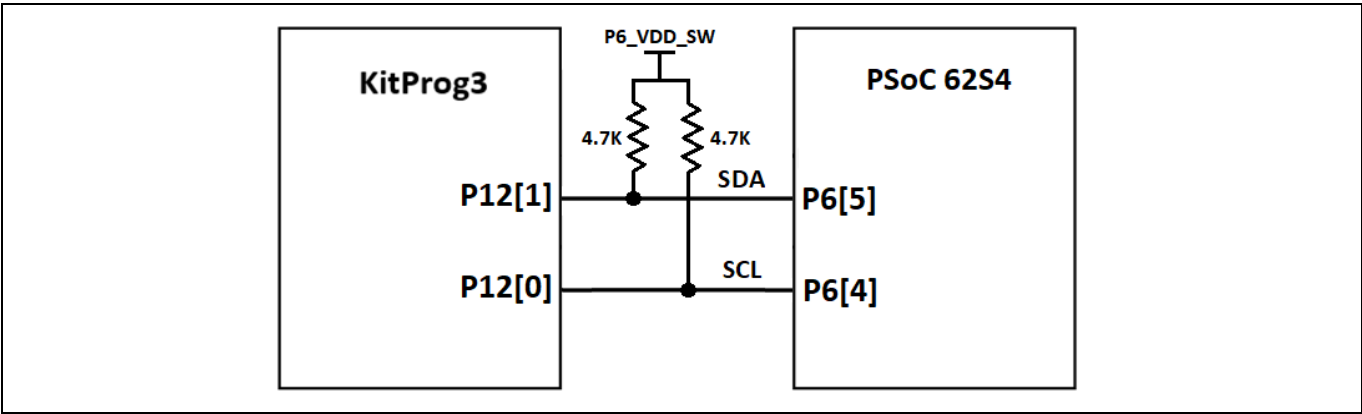 P6_VDD_SW
KitProg3
PSoC 62S4
4.7K
4.7K
SDA
P12[1]
P6[5]
SCL
P12[0]
P6[4]